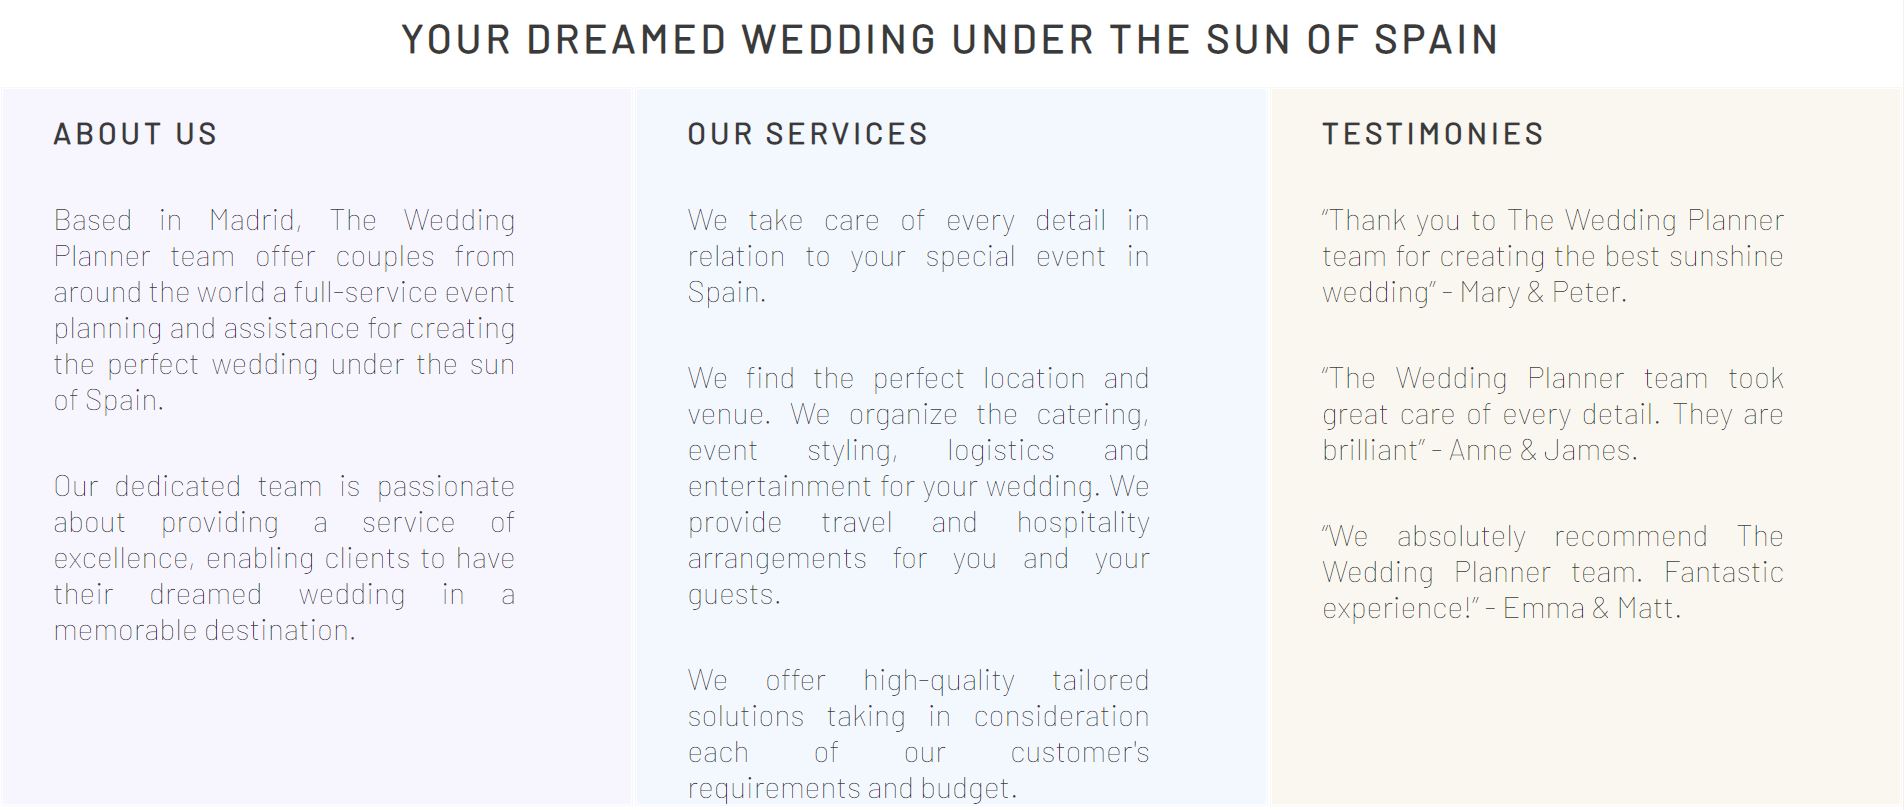 YOUR DREAMED WEDDING UNDER THE SUN OF SPAIN
ABOUT US
Based in Madrid, The Wedding
Planner team offer couples from
around the world a full-service event
planning and assistance for creating
the perfect wedding under the sun
of Spain.
Our dedicated team is passionate
about providing a service of
excellence, enabling clients to have
their dreamed wedding in a
memorable destination.
OUR SERVICES
We take care of every detail in
relation to your special event in
Spain.
We find the perfect location and
venue. We organize the catering,
event styling, logistics and
entertainment for your wedding. We
provide travel and hospitality
arrangements for you and your
guests.
We offer high-quality tailored
solutions taking in consideration
each of our customer's
requirements and budget.
TESTIMONIES
“Thank you to The Wedding Planner
team for creating the best sunshine
wedding” - Mary & Peter.
“The Wedding Planner team took
great care of every detail. They are
brilliant” - Anne & James.
“We absolutely recommend The
Wedding Planner team. Fantastic
experience!” - Emma & Matt.